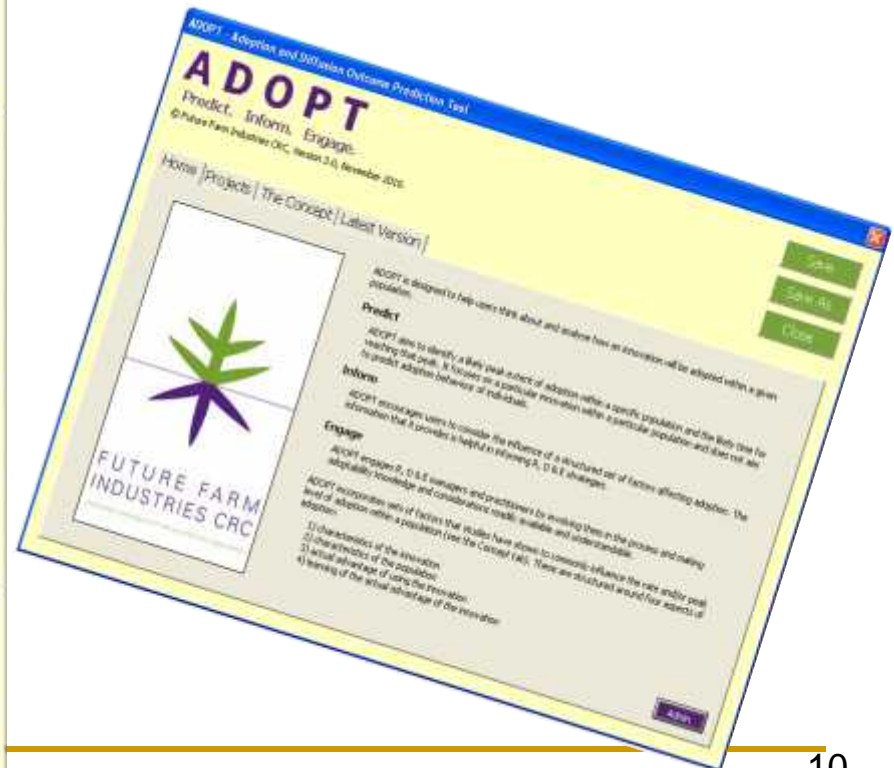 ADOPT - Adoption and Diffusion Outcome Prediction Tool
ADOPT
Predict. Inform. Engage.
© Future Farm Industries CRC, Version 2.0, November 2010.
Home
Projects
The Concept
Latest Version
Save
Save As
Close
FUTURE FARM
INDUSTRIES CRC
ADOPT is designed to help users think about and analyse how an innovation will be adopted within a given
population.
Predict
ADOPT aims to identify a likely peak extent of adoption within a specific population and the likely time for
reaching that peak. It focuses on a particular innovation within a particular population and does not aim
to predict adoption behaviour of individuals.
Inform
ADOPT encourages users to consider the influence of a structured set of factors affecting adoption. The
information that it provides is helpful in informing R, D & E strategies.
Engage
ADOPT engages R, D & E managers and practitioners by involving them in the process and making
adoptability knowledge and considerations readily available and understandable.
ADOPT incorporates sets of factors that studies have shown to commonly influence the rate and/or peak
level of adoption within a population (see the Concept tab). These are structured around four aspects of
adoption:
1) characteristics of the innovation
2) characteristics of the population
3) actual advantage of using the innovation
4) learning of the actual advantage of the innovation
Admin
10